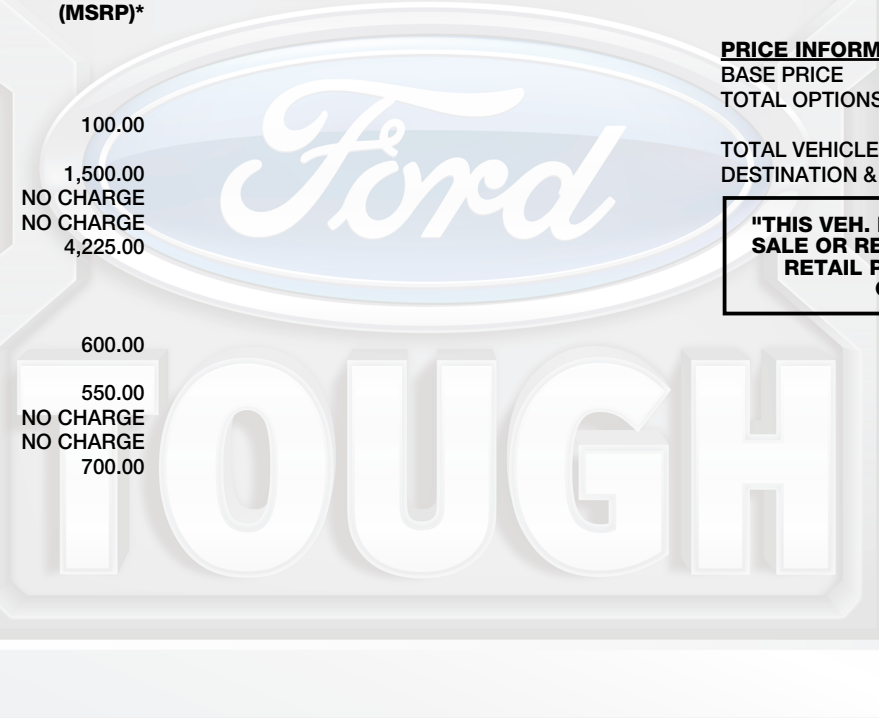 (MSRP)*
100.00
1,500.00
NO CHARGE
NO CHARGE
4,225.00
600.00
550.00
NO CHARGE
NO CHARGE
700.00
PRICE INFORM
BASE PRICE
TOTAL OPTIONS
TOTAL VEHICLE
DESTINATION &
"THIS VEH.
SALE OR RE
RETAIL P
Ford
TOUGH